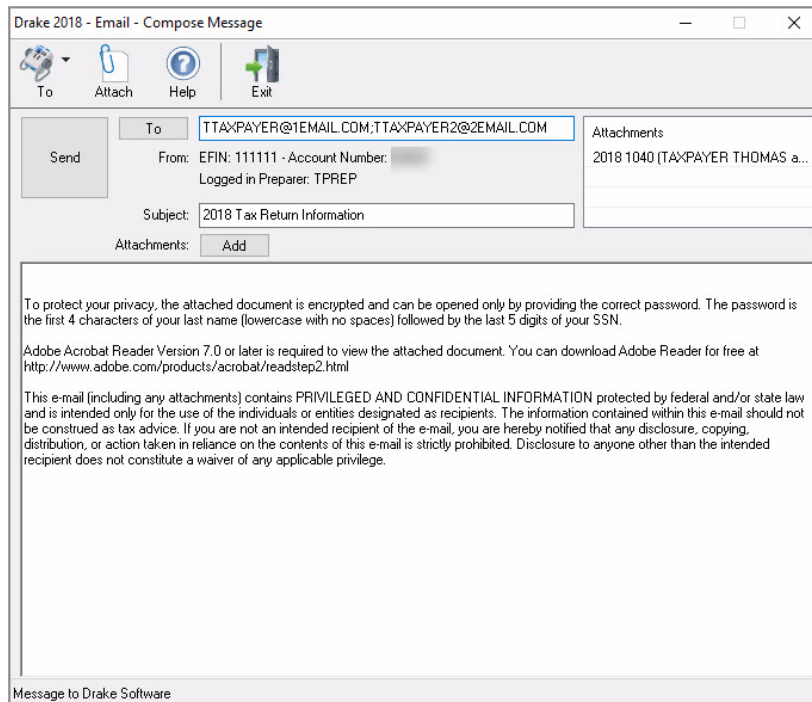 Drake 2018 - Email - Compose Message
To Attach Help Exit
Send
To TTAXPAYER@1EMAIL.COM;TTAXPAYER2@2EMAIL.COM
From: EFIN: 111111 - Account Number:
Logged in Preparer: TPREP
Subject: 2018 Tax Return Information
Attachments: Add
Attachments
2018 1040 (TAXPAYER THOMAS a...
To protect your privacy, the attached document is encrypted and can be opened only by providing the correct password. The password is
the first 4 characters of your last name (lowercase with no spaces) followed by the last 5 digits of your SSN.
Adobe Acrobat Reader Version 7.0 or later is required to view the attached document. You can download Adobe Reader for free at
http://www.adobe.com/products/acrobat/readstep2.html
This e-mail (including any attachments) contains PRIVILEGED AND CONFIDENTIAL INFORMATION protected by federal and/or state law
and is intended only for the use of the individuals or entities designated as recipients. The information contained within this e-mail should not
be construed as tax advice. If you are not an intended recipient of the e-mail, you are hereby notified that any disclosure, copying,
distribution, or action taken in reliance on the contents of this e-mail is strictly prohibited. Disclosure to anyone other than the intended
recipient does not constitute a waiver of any applicable privilege.
Message to Drake Software